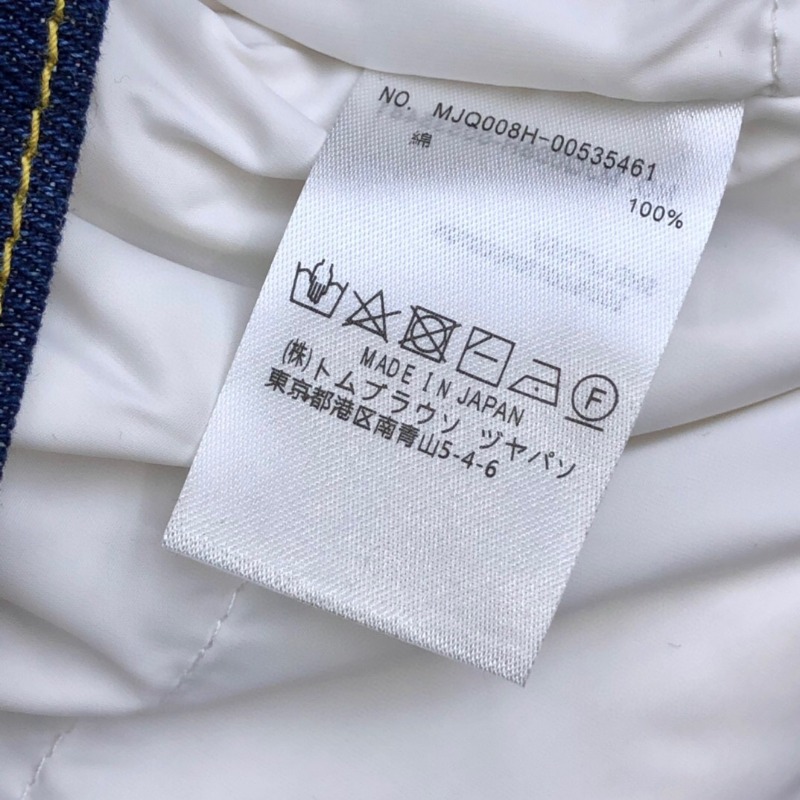 NO. MJQ008H-00535461
綿
100%
MADE IN JAPAN
(株)トムブラウソ ヅヤパソ
東京都港区南青山5-4-6
F